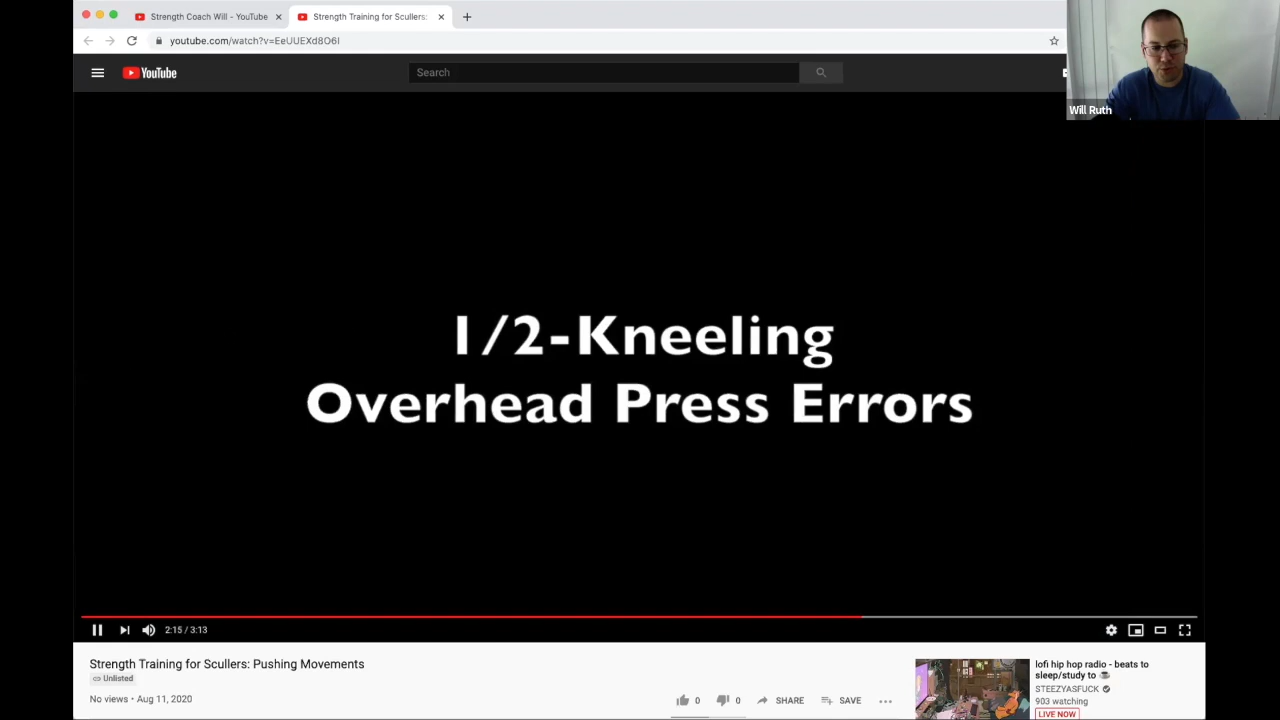 Strength Coach Will - YouTube
Strength Training for Scullers:
youtube.com/watch?v=EeUUEXd8O6I
YouTube
Search
Will Ruth
1/2-Kneeling
Overhead Press Errors
2:15 / 3:13
Strength Training for Scullers: Pushing Movements
Unlisted
No views • Aug 11, 2020
0
0
SHARE
SAVE
lofi hip hop radio - beats to
sleep/study to
STEEZYASFUCK
903 watching
LIVE NOW